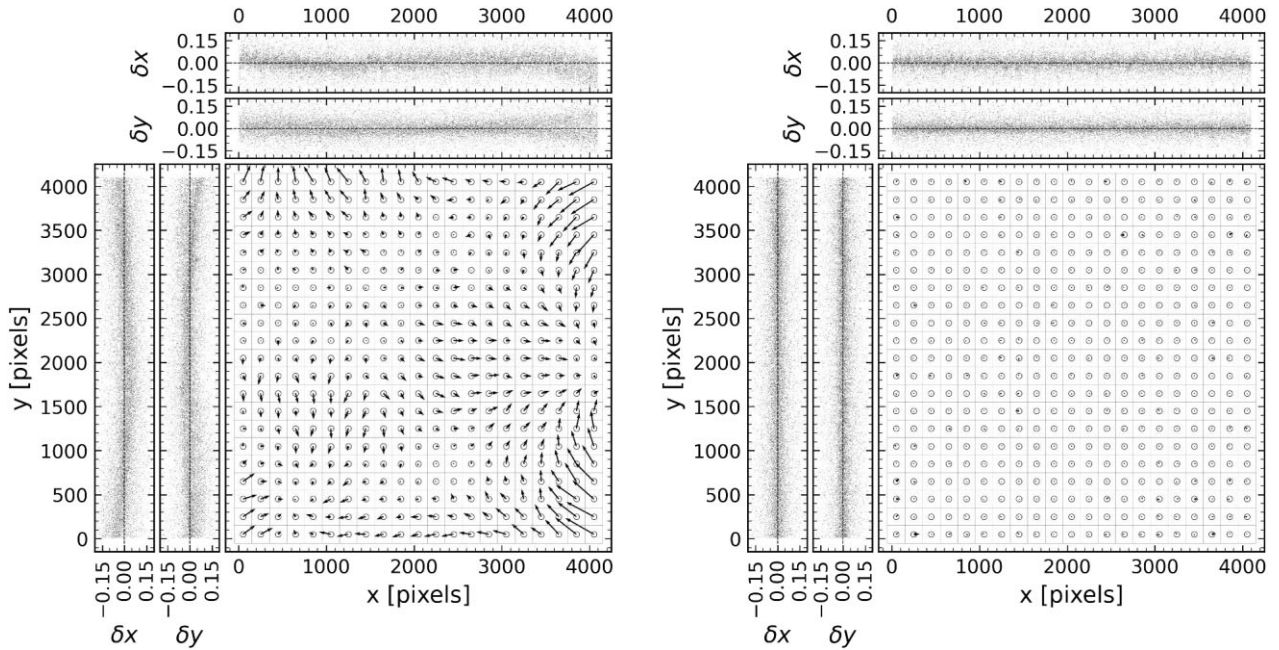 0 1000 2000 3000 4000 0 1000 2000 3000 4000
δx 0.15 0.00 −0.15 δx 0.15 0.00 −0.15
δy 0.15 0.00 −0.15 δy 0.15 0.00 −0.15
y [pixels] 4000 3500 3000 2500 2000 1500 1000 500 0 y [pixels] 4000 3500 3000 2500 2000 1500 1000 500 0
0 1000 2000 3000 4000 0 1000 2000 3000 4000
−0.15 0.00 0.15 −0.15 0.00 0.15 x [pixels] −0.15 0.00 0.15 −0.15 0.00 0.15 x [pixels]
δx δy δx δy